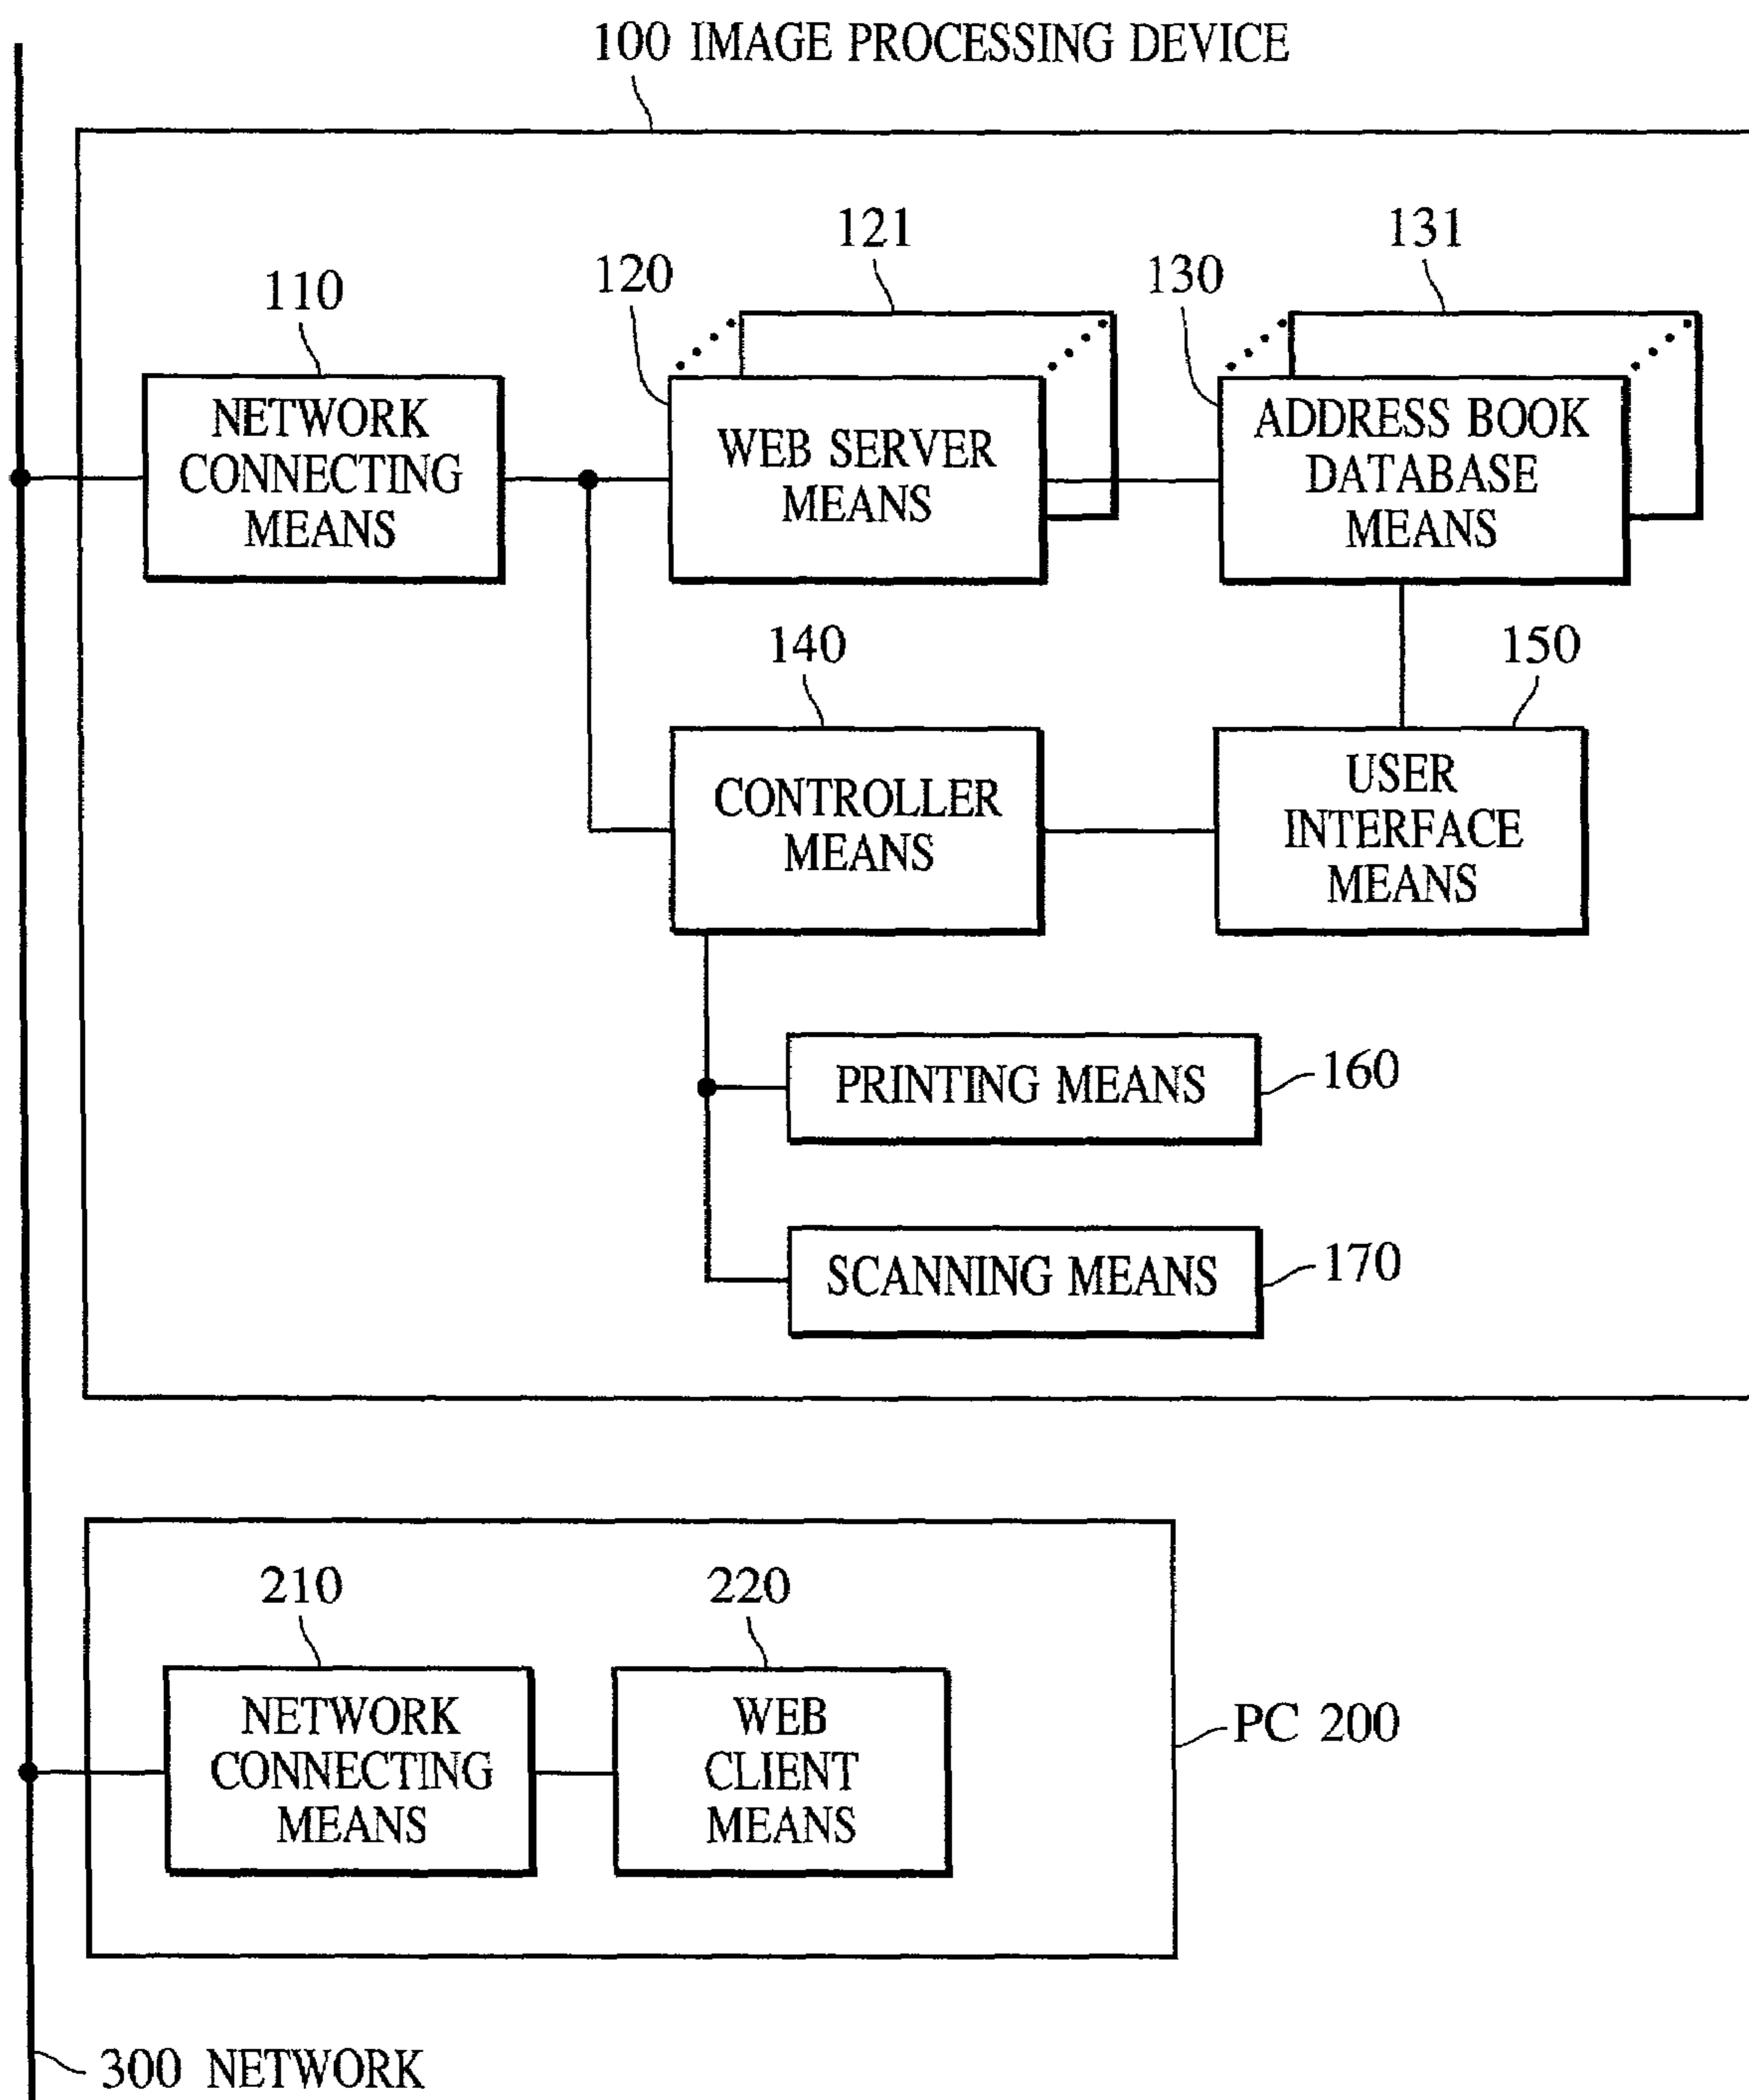 100 IMAGE PROCESSING DEVICE
121
131
120
130
110
NETWORK
CONNECTING
MEANS
WEB SERVER
MEANS
ADDRESS BOOK
DATABASE
MEANS
140
150
CONTROLLER
MEANS
USER
INTERFACE
MEANS
PRINTING MEANS
160
SCANNING MEANS
170
210
220
NETWORK
CONNECTING
MEANS
WEB
CLIENT
MEANS
PC 200
300 NETWORK